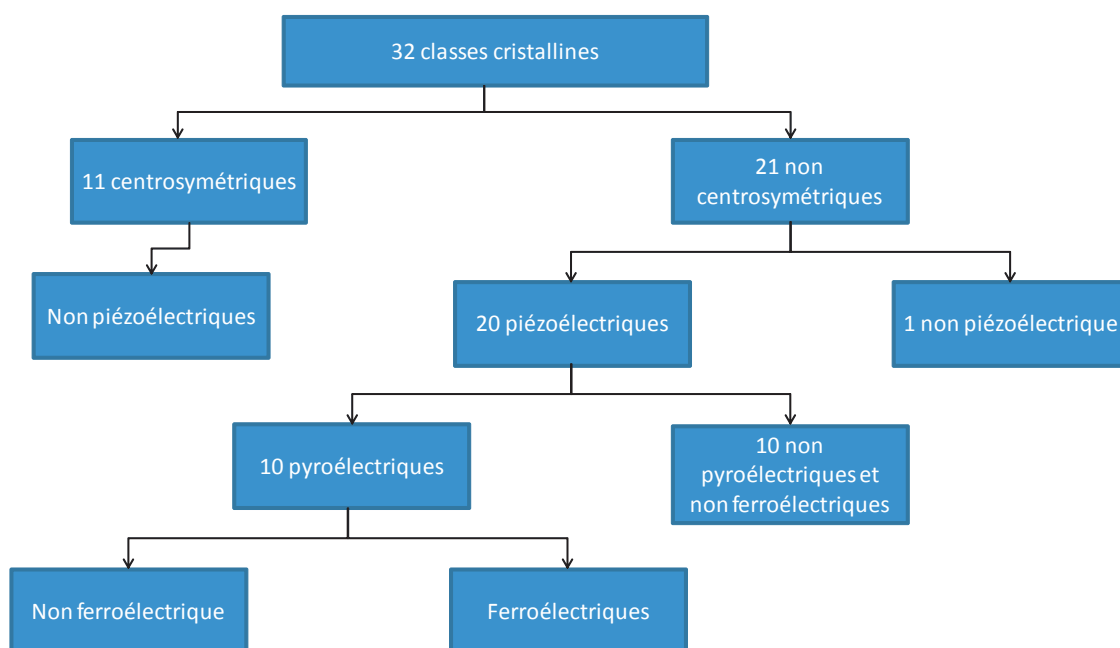 32 classes cristallines
11 centrosymétriques
21 non
centrosymétriques
Non piézoélectriques
20 piézoélectriques
1 non piézoélectrique
10 pyroélectriques
10 non
pyroélectriques et
non ferroélectriques
Non ferroélectrique
Ferroélectriques